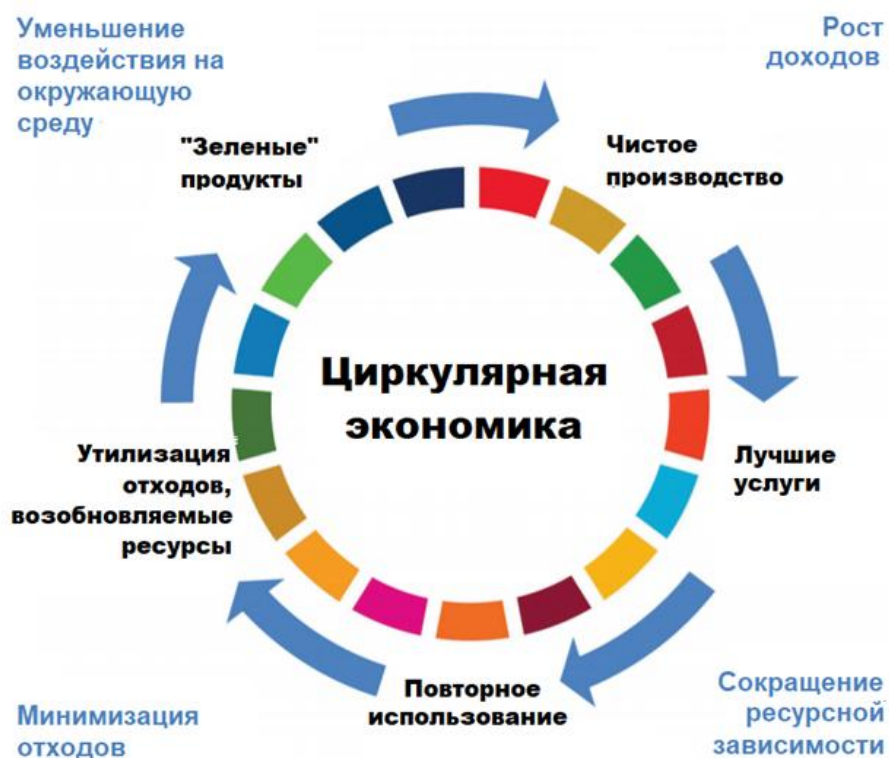 Уменьшение
воздействия на
окружающую
среду
Рост
доходов
"Зеленые"
продукты
Чистое
производство
Циркулярная
экономика
Утилизация
отходов,
возобновляемые
ресурсы
Лучшие
услуги
Повторное
использование
Минимизация
отходов
Сокращение
ресурсной
зависимости